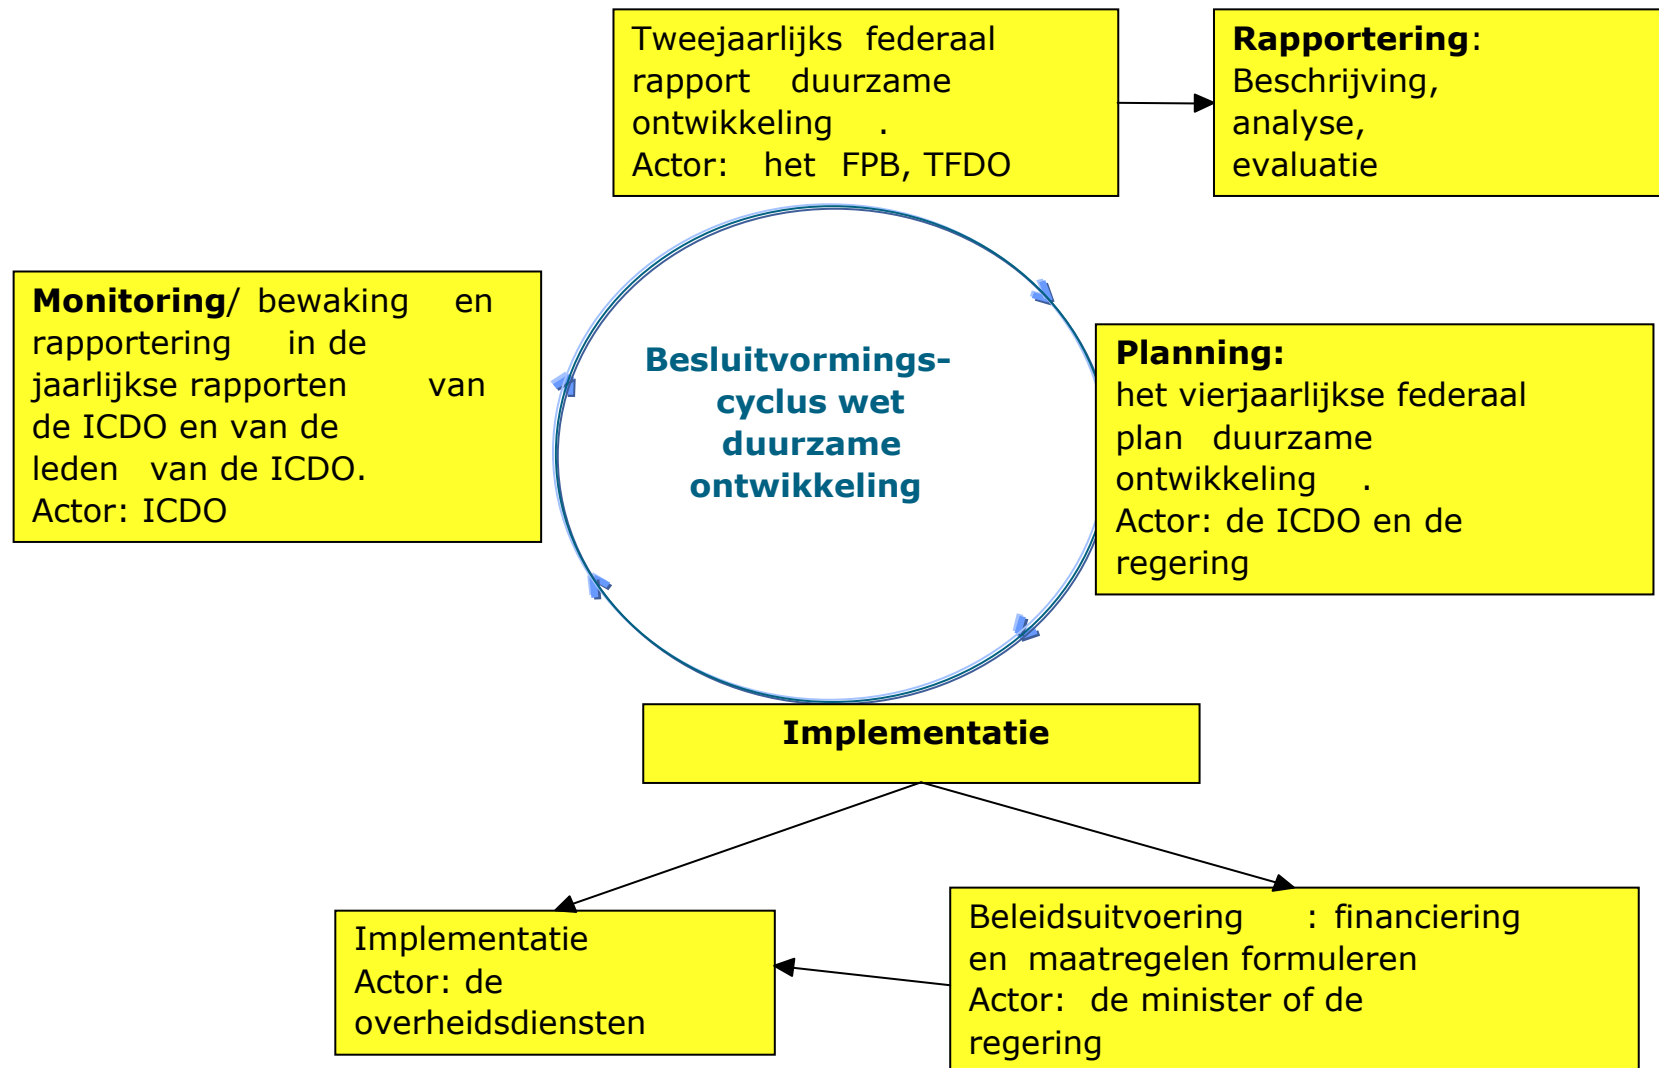 Tweejaarlijks federaal
rapport duurzame
ontwikkeling .
Actor: het FPB, TFDO
Rapportering:
Beschrijving,
analyse,
evaluatie
Monitoring/ bewaking en
rapportering in de
jaarlijkse rapporten van
de ICDO en van de
leden van de ICDO.
Actor: ICDO
Besluitvormings-
cyclus wet
duurzame
ontwikkeling
Planning:
het vierjaarlijkse federaal
plan duurzame
ontwikkeling .
Actor: de ICDO en de
regering
Implementatie
Implementatie
Actor: de
overheidsdiensten
Beleidsuitvoering : financiering
en maatregelen formuleren
Actor: de minister of de
regering